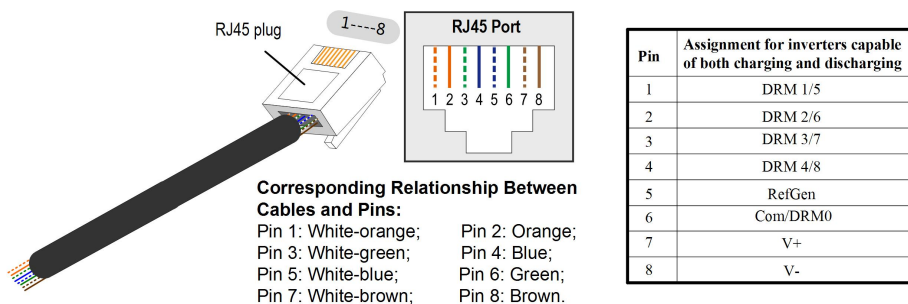 RJ45 plug
1----8
RJ45 Port
1 2 3 4 5 6 7 8
Corresponding Relationship Between
Cables and Pins:
Pin 1: White-orange; Pin 2: Orange;
Pin 3: White-green; Pin 4: Blue;
Pin 5: White-blue; Pin 6: Green;
Pin 7: White-brown; Pin 8: Brown.
Pin Assignment for inverters capable
of both charging and discharging
1 DRM 1/5
2 DRM 2/6
3 DRM 3/7
4 DRM 4/8
5 RefGen
6 Com/DRM0
7 V+
8 V-